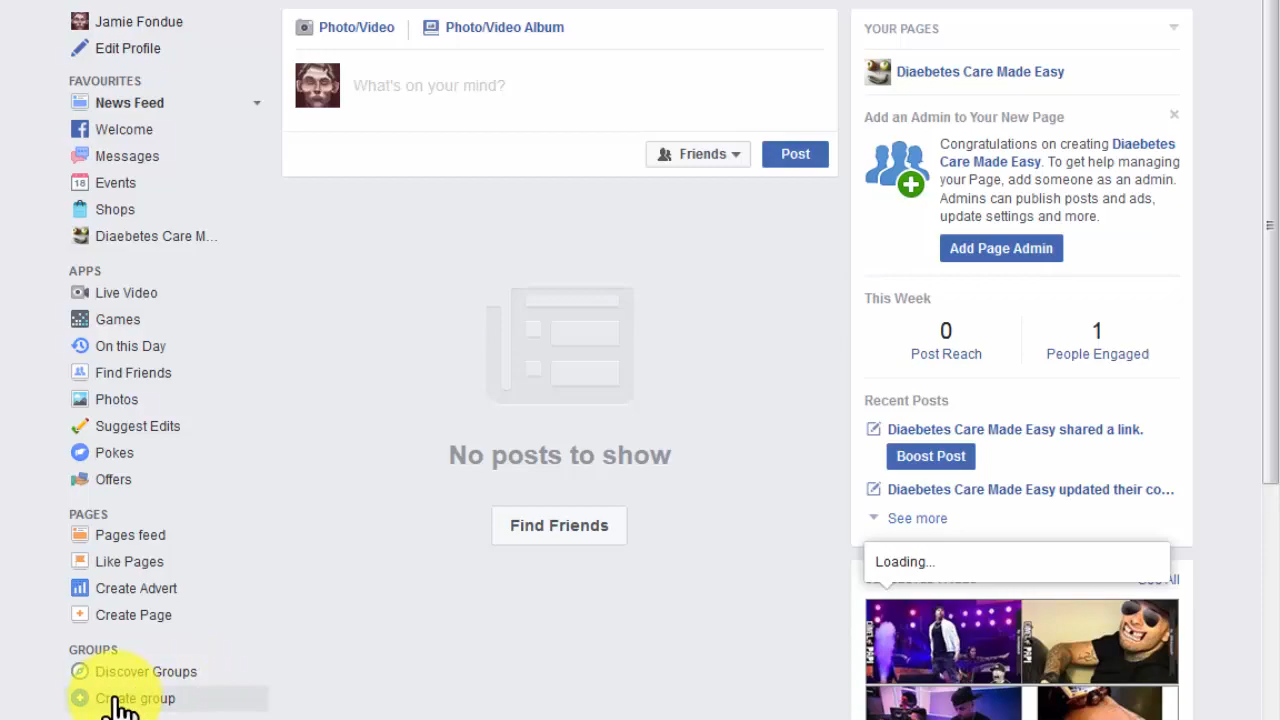 Jamie Fondue
Edit Profile
FAVOURITES
News Feed
Welcome
Messages
Events
18
Shops
Diaebetes Care M...
APPS
Live Video
Games
On this Day
Find Friends
Photos
Suggest Edits
Pokes
Offers
PAGES
Pages feed
Like Pages
Create Advert
Create Page
GROUPS
Discover Groups
Create group
Photo/Video
Photo/Video Album
What's on your mind?
Friends
Post
No posts to show
Find Friends
YOUR PAGES
Diaebetes Care Made Easy
Add an Admin to Your New Page
Congratulations on creating Diaebetes
Care Made Easy. To get help managing
your Page, add someone as an admin.
Admins can publish posts and ads,
update settings and more.
Add Page Admin
This Week
0
Post Reach
1
People Engaged
Recent Posts
Diaebetes Care Made Easy shared a link.
Boost Post
Diaebetes Care Made Easy updated their co...
See more
Loading...
See All